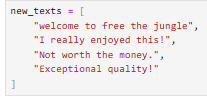 new_texts = [
    "welcome to free the jungle",
    "I really enjoyed this!",
    "Not worth the money.",
    "Exceptional quality!"
]